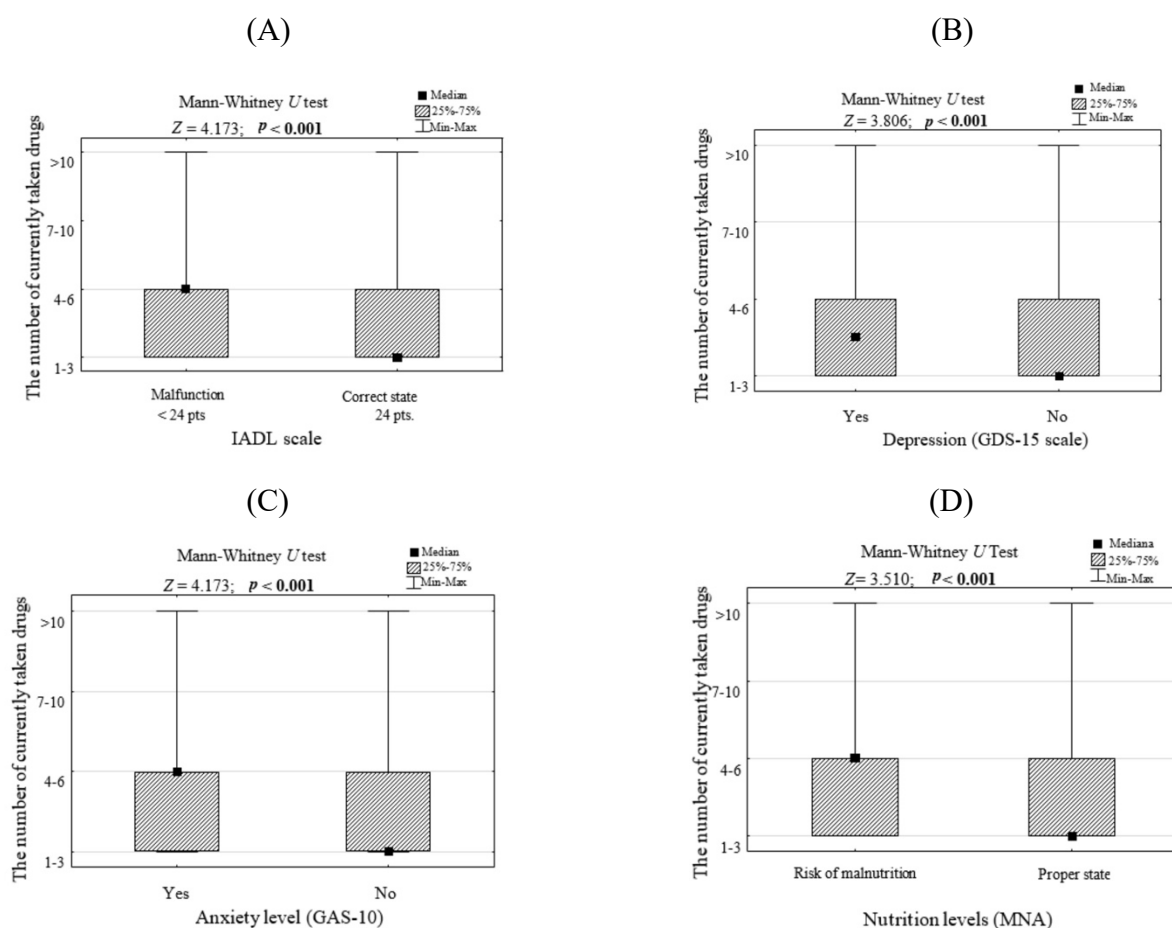 (A)
Mann-Whitney U test
Z = 4.173; p < 0.001
Median
25%-75%
Min-Max
The number of currently taken drugs
>10
7-10
4-6
1-3
Malfunction
< 24 pts
Correct state
24 pts.
IADL scale
(B)
Mann-Whitney U test
Z = 3.806; p < 0.001
Median
25%-75%
Min-Max
The number of currently taken drugs
>10
7-10
4-6
1-3
Yes
No
Depression (GDS-15 scale)
(C)
Mann-Whitney U test
Z = 4.173; p < 0.001
Median
25%-75%
Min-Max
The number of currently taken drugs
>10
7-10
4-6
1-3
Yes
No
Anxiety level (GAS-10)
(D)
Mann-Whitney U Test
Z = 3.510; p < 0.001
Mediana
25%-75%
Min-Max
The number of currently taken drugs
>10
7-10
4-6
1-3
Risk of malnutrition
Proper state
Nutrition levels (MNA)